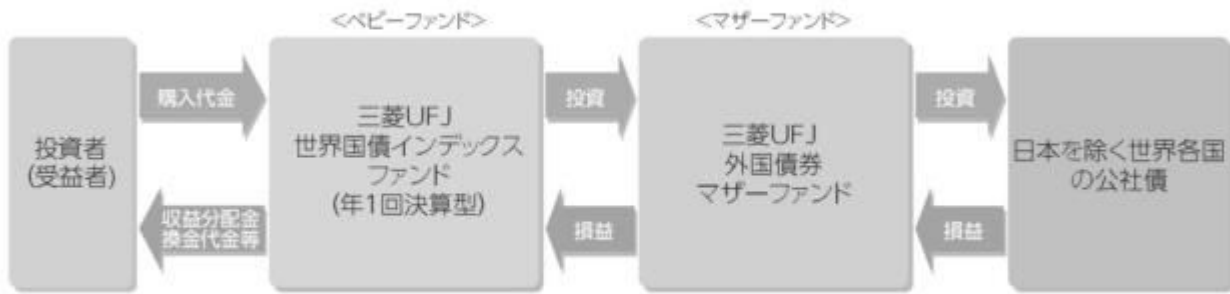 <ベビーファンド>
<マザーファンド>
投資者
(受益者)
購入代金
収益分配金
換金代金等
三菱UFJ
世界国債インデックス
ファンド
(年1回決算型)
投資
損益
三菱UFJ
外国債券
マザーファンド
投資
損益
日本を除く世界各国
の公社債